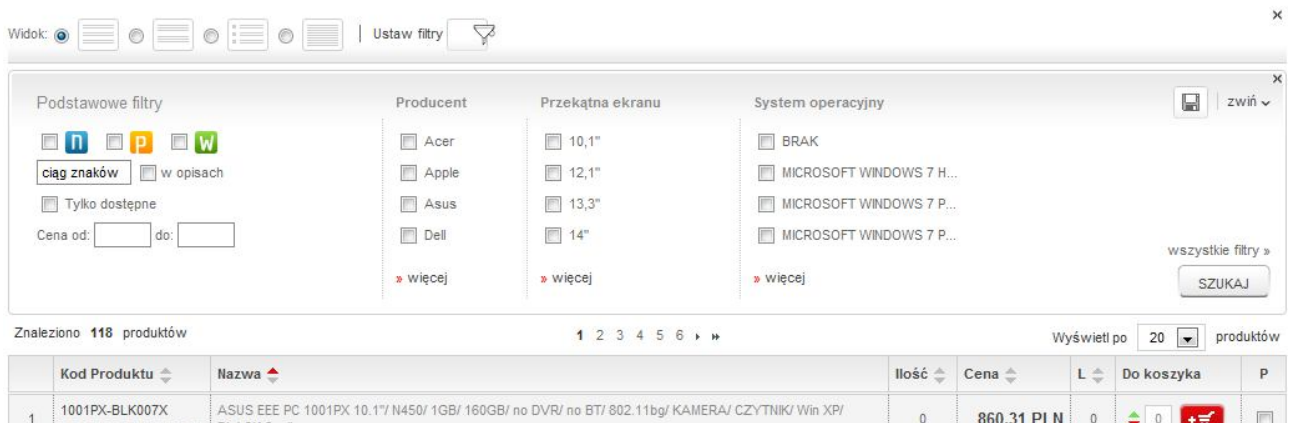 Widok: | Ustaw filtry
Podstawowe filtry Producent Przekątna ekranu System operacyjny zwiń
n p w Acer 10,1" BRAK
ciąg znaków w opisach Apple 12,1" MICROSOFT WINDOWS 7 H...
Tylko dostępne Asus 13,3" MICROSOFT WINDOWS 7 P...
Cena od: do: Dell 14" MICROSOFT WINDOWS 7 P...
wszystkie filtry »
» więcej » więcej » więcej SZUKAJ
Znaleziono 118 produktów 1 2 3 4 5 6 Wyświetl po 20 produktów
Kod Produktu Nazwa Ilość Cena L Do koszyka P
1 1001PX-BLK007X ASUS EEE PC 1001PX 10.1"/ N450/ 1GB/ 160GB/ no DVR/ no BT/ 802.11bg/ KAMERA/ CZYTNIK/ Win XP/ 0 860,31 PLN 0 0